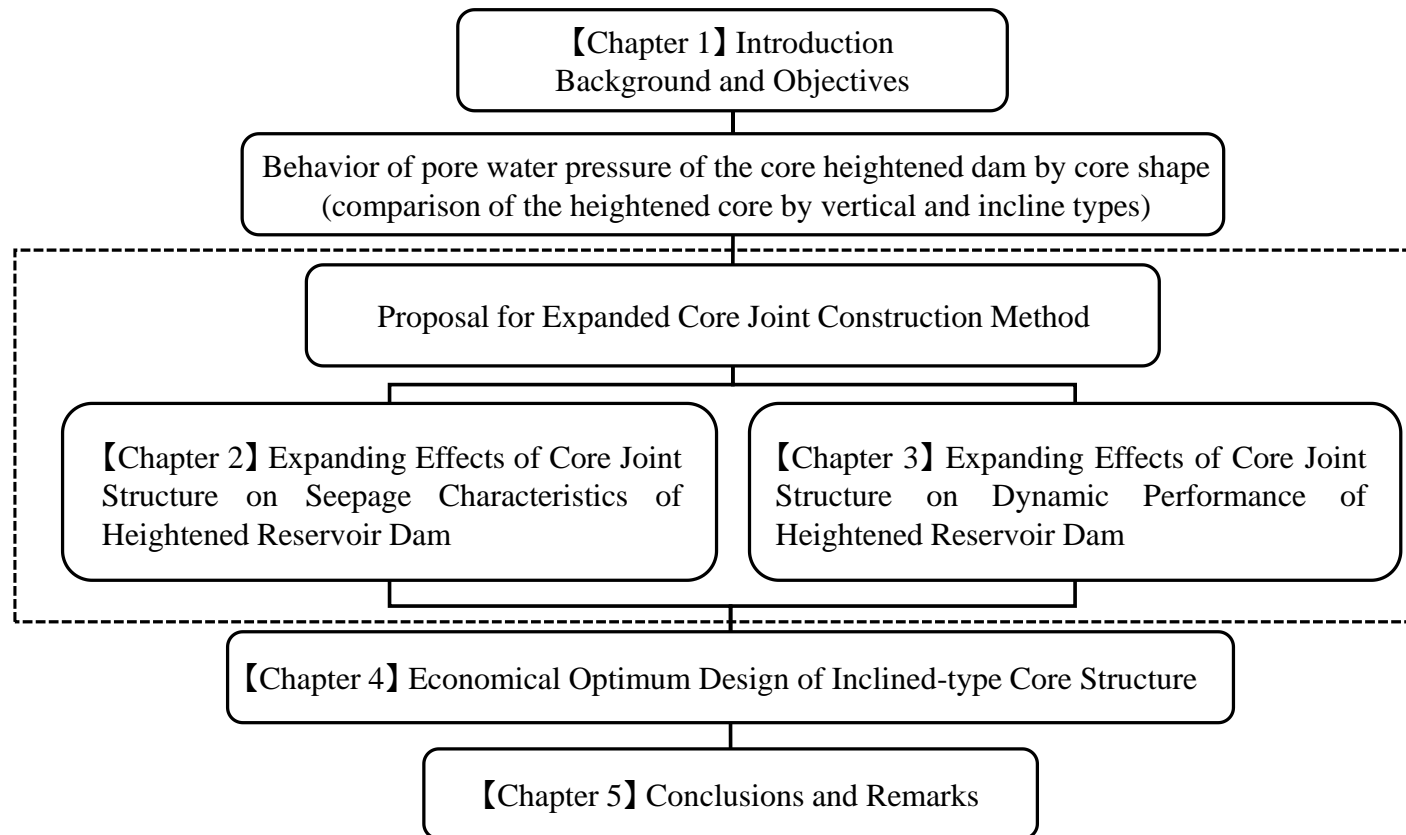 【Chapter 1】Introduction
Background and Objectives
Behavior of pore water pressure of the core heightened dam by core shape
(comparison of the heightened core by vertical and incline types)
Proposal for Expanded Core Joint Construction Method
【Chapter 2】Expanding Effects of Core Joint
Structure on Seepage Characteristics of
Heightened Reservoir Dam
【Chapter 3】Expanding Effects of Core Joint
Structure on Dynamic Performance of
Heightened Reservoir Dam
【Chapter 4】Economical Optimum Design of Inclined-type Core Structure
【Chapter 5】Conclusions and Remarks